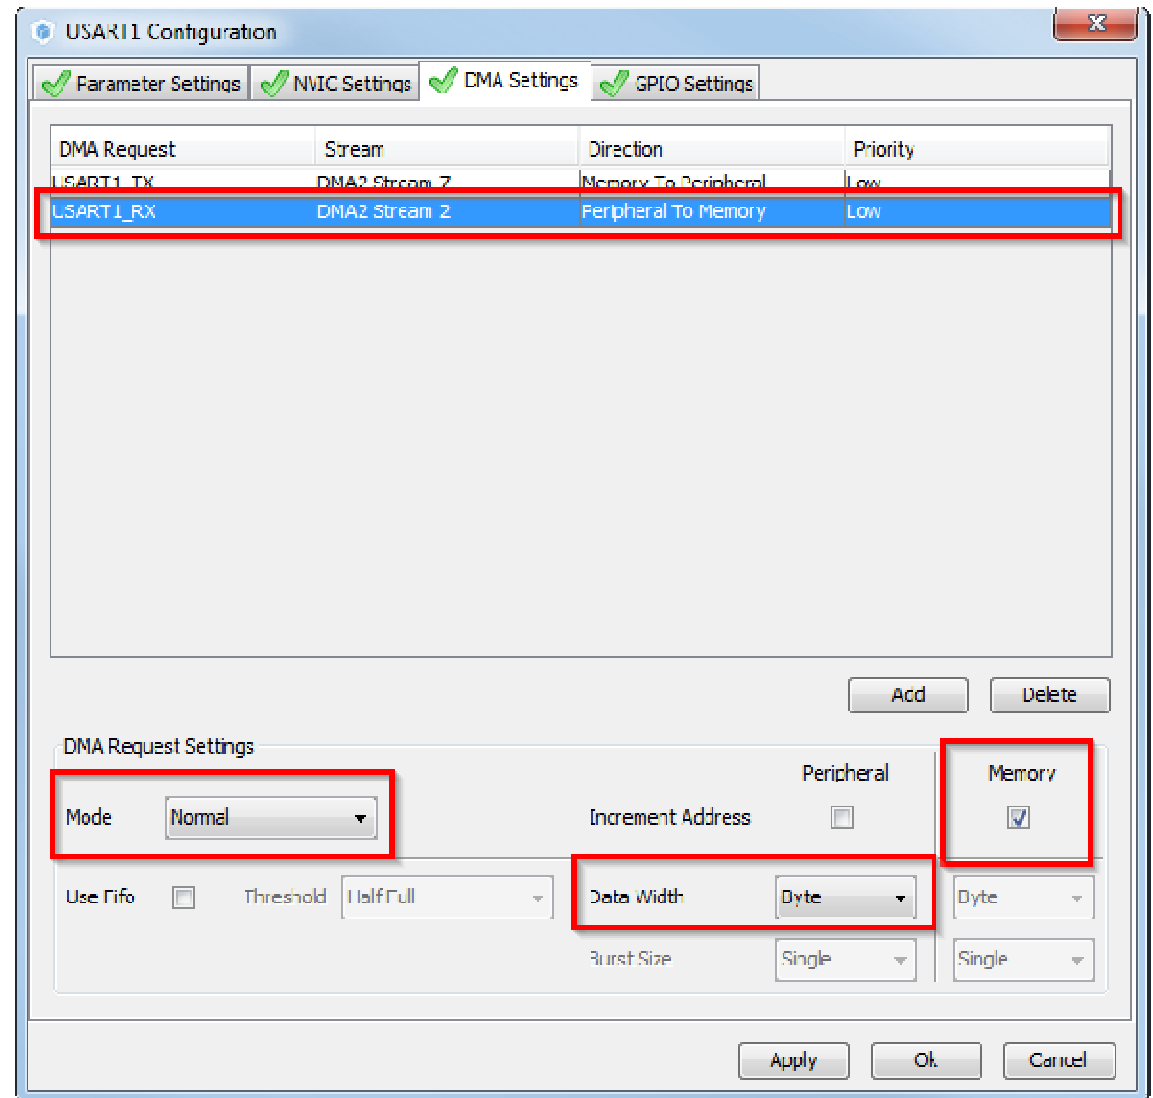 USART1 Configuration
Parameter Settings NVIC Settings DMA Settings GPIO Settings
DMA Request Stream Direction Priority
USART1_TX DMA2 Stream 7 Memory To Peripheral Low
USART1_RX DMA2 Stream 2 Peripheral To Memory Low
Add Delete
DMA Request Settings
Peripheral Memory
Mode Normal Increment Address
Use Fifo Threshold Half Full Data Width Byte Byte
Burst Size Single Single
Apply Ok Cancel